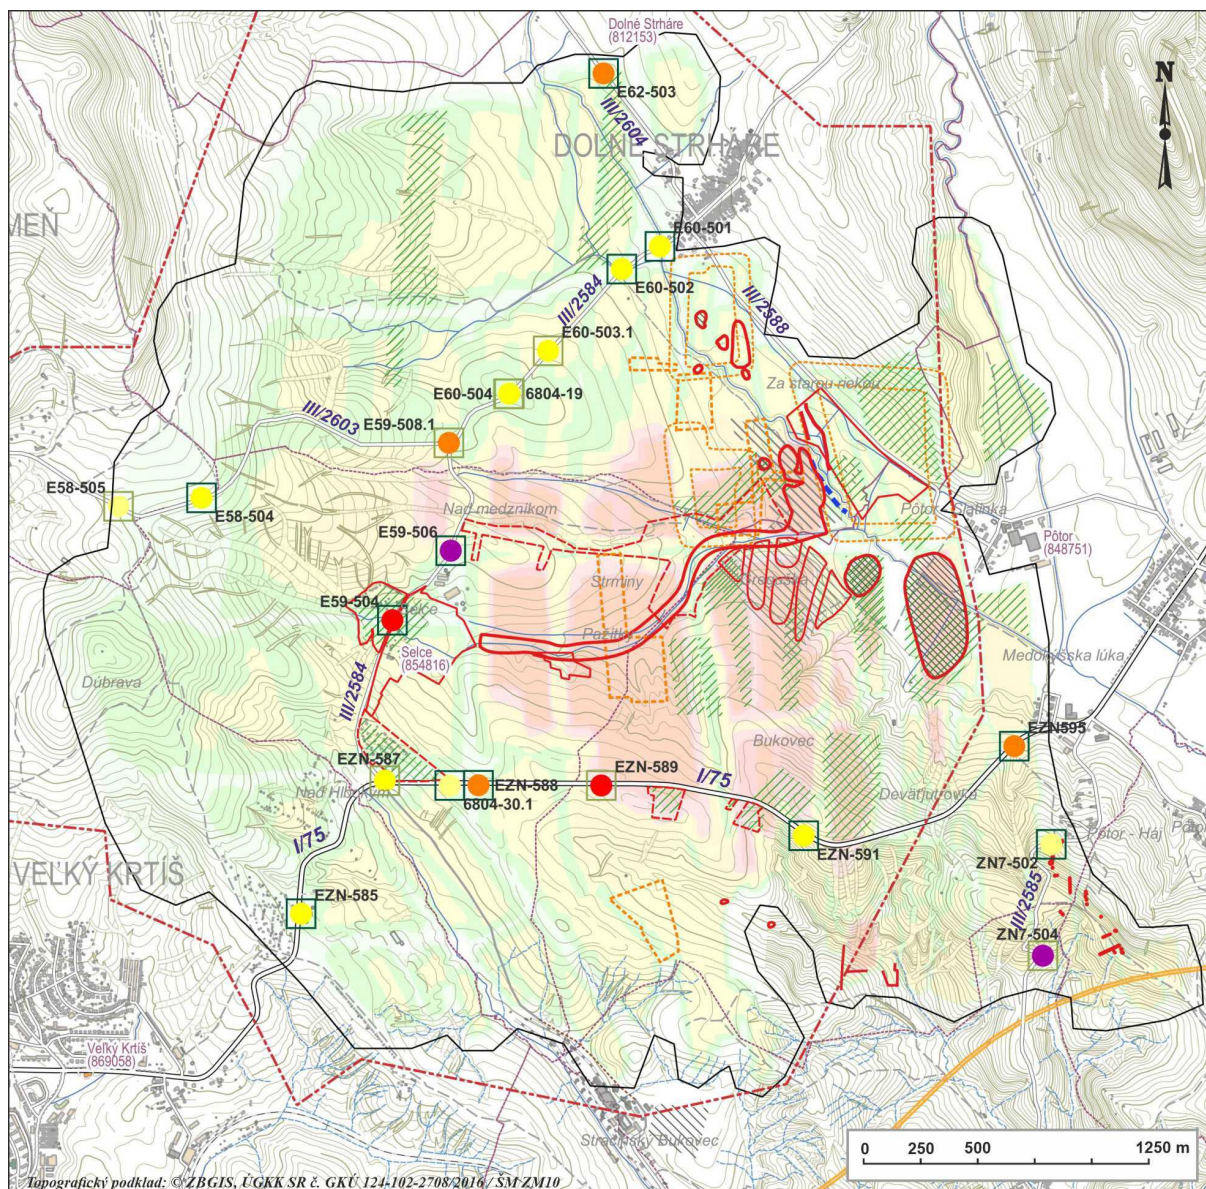 Dolné Strháre
(812153)
E62-503
III/2604
N
DOLNÉ STRHÁRE
MEŇ
E60-501
E60-502
III/2584
III/2588
E60-503.1
Za starou riekou
E60-504
6804-19
III/2603
E59-508.1
E58-505
E58-504
Nad medzníkom
Pôtor - Slatinka
E59-506
Pôtor
(848751)
Strmîny
E59-504
Selce
(854816)
Medokýšska lúka
III/2584
Dúbrava
Bukovec
EZN595
EZN-587
EZN-588
EZN-589
I/75
Nad Hlbokým
6804-30.1
Deväťjutrovka
I/75
EZN-591
Pôtor - Háj
ZN7-502
VEĽKÝ KRTÍŠ
EZN-585
III/2585
ZN7-504
Veľký Krtíš
(869058)
Stračinský Bukovec
0 250 500 1250 m
Topografický podklad: © ZBGIS, ÚGKK SR č. GKÚ 124-102-2708/2016 / ŠM ZM10